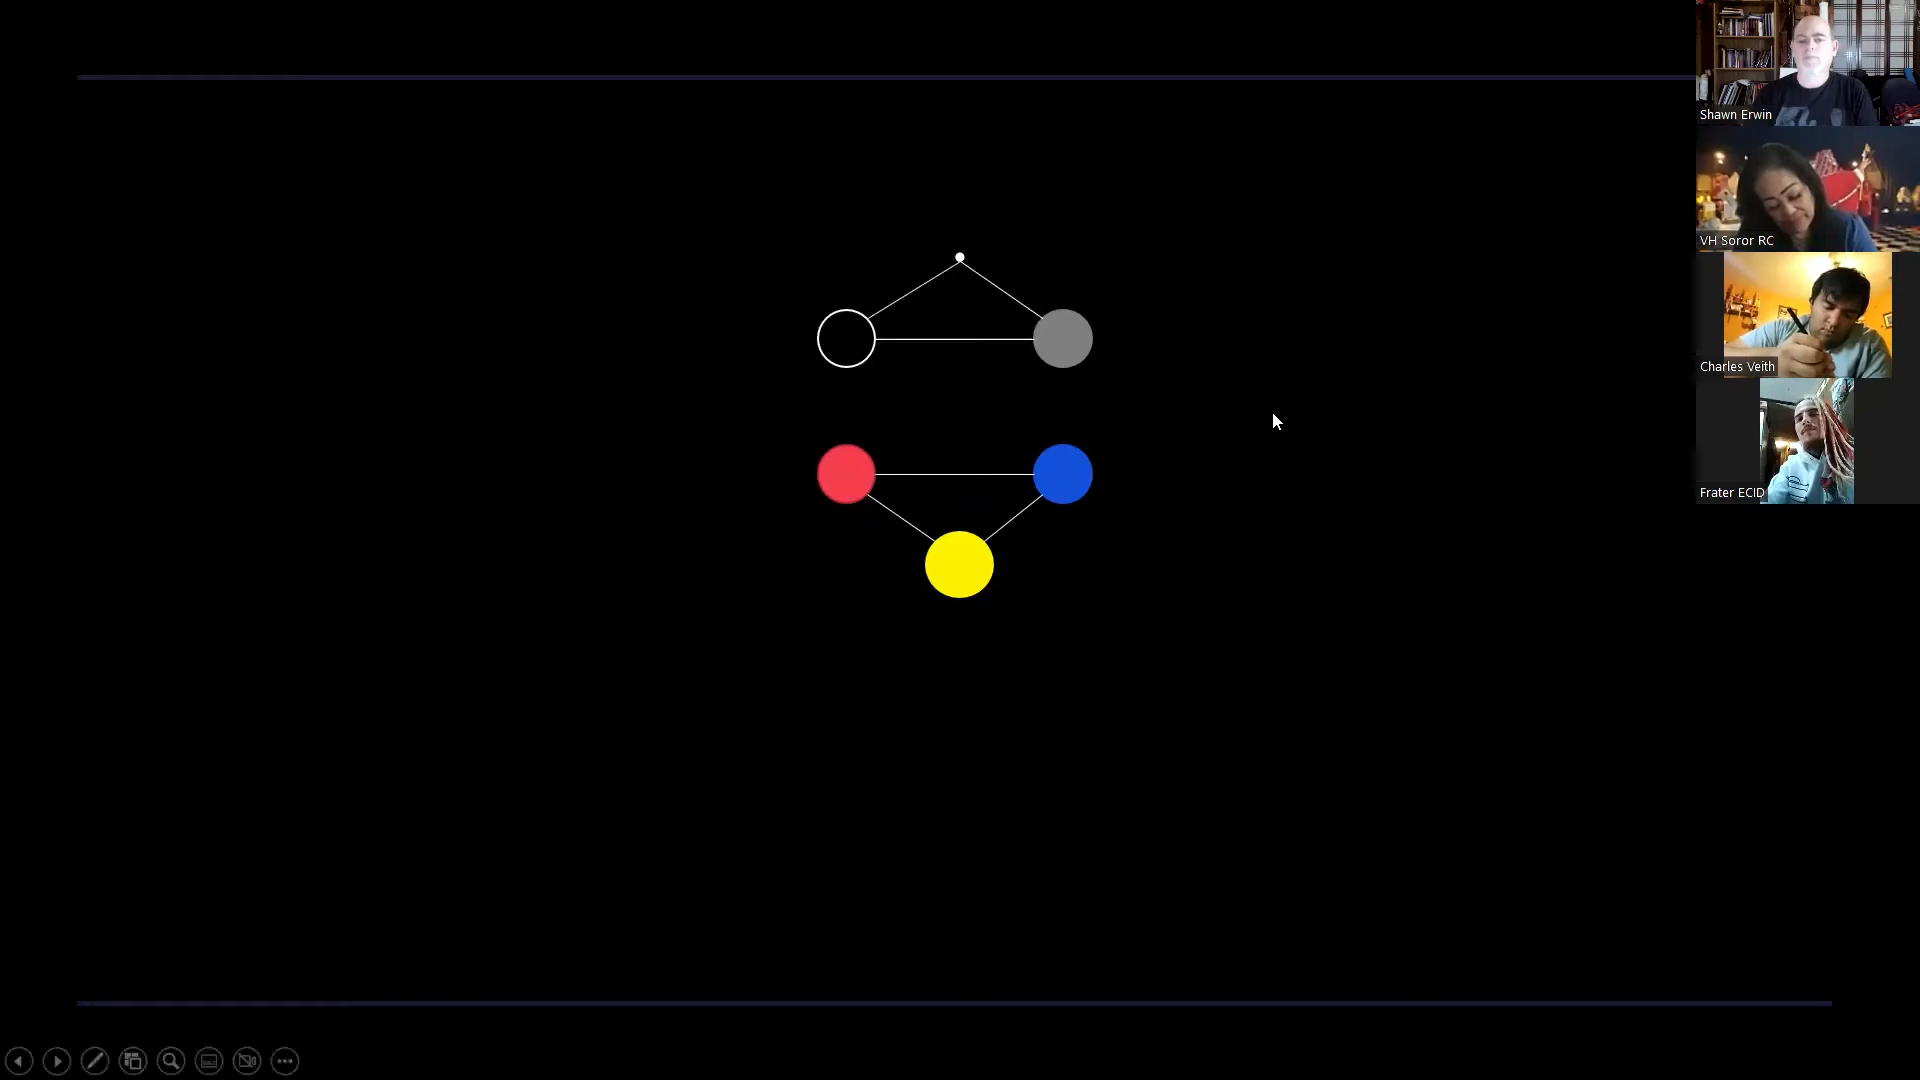 Shawn Erwin
VH Soror RC
Charles Veith
Frater ECID